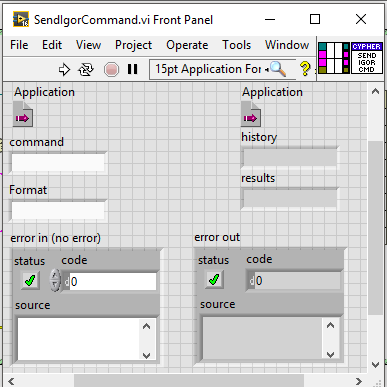 SendIgorCommand.vi Front Panel
File Edit View Project Operate Tools Window
CYPHER
SEND
IGOR
CMD
15pt Application For
?
Application
Application
command
history
Format
results
error in (no error)
error out
status code
status code
d 0
d 0
source
source